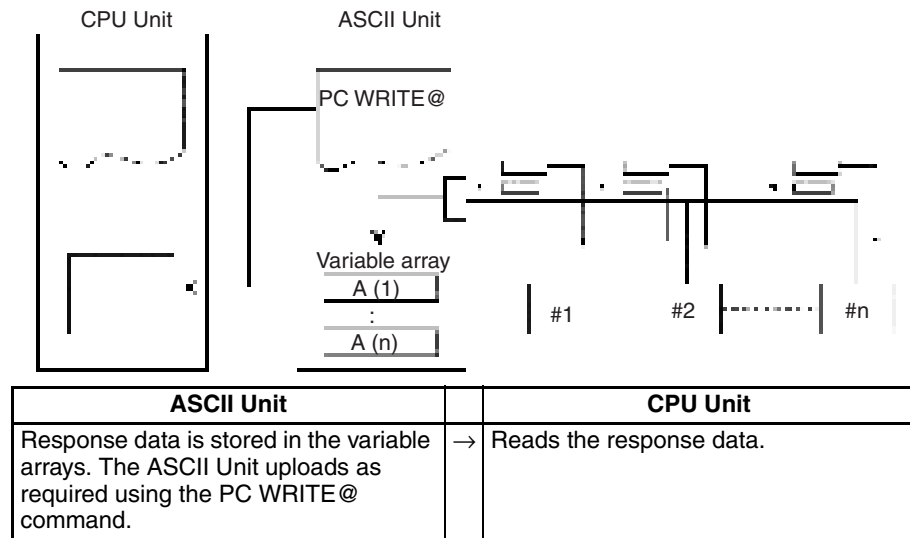 CPU Unit ASCII Unit
PC WRITE@
Variable array
A (1)
:
A (n)
#1 #2 #n
ASCII Unit CPU Unit
Response data is stored in the variable → Reads the response data.
arrays. The ASCII Unit uploads as
required using the PC WRITE@
command.